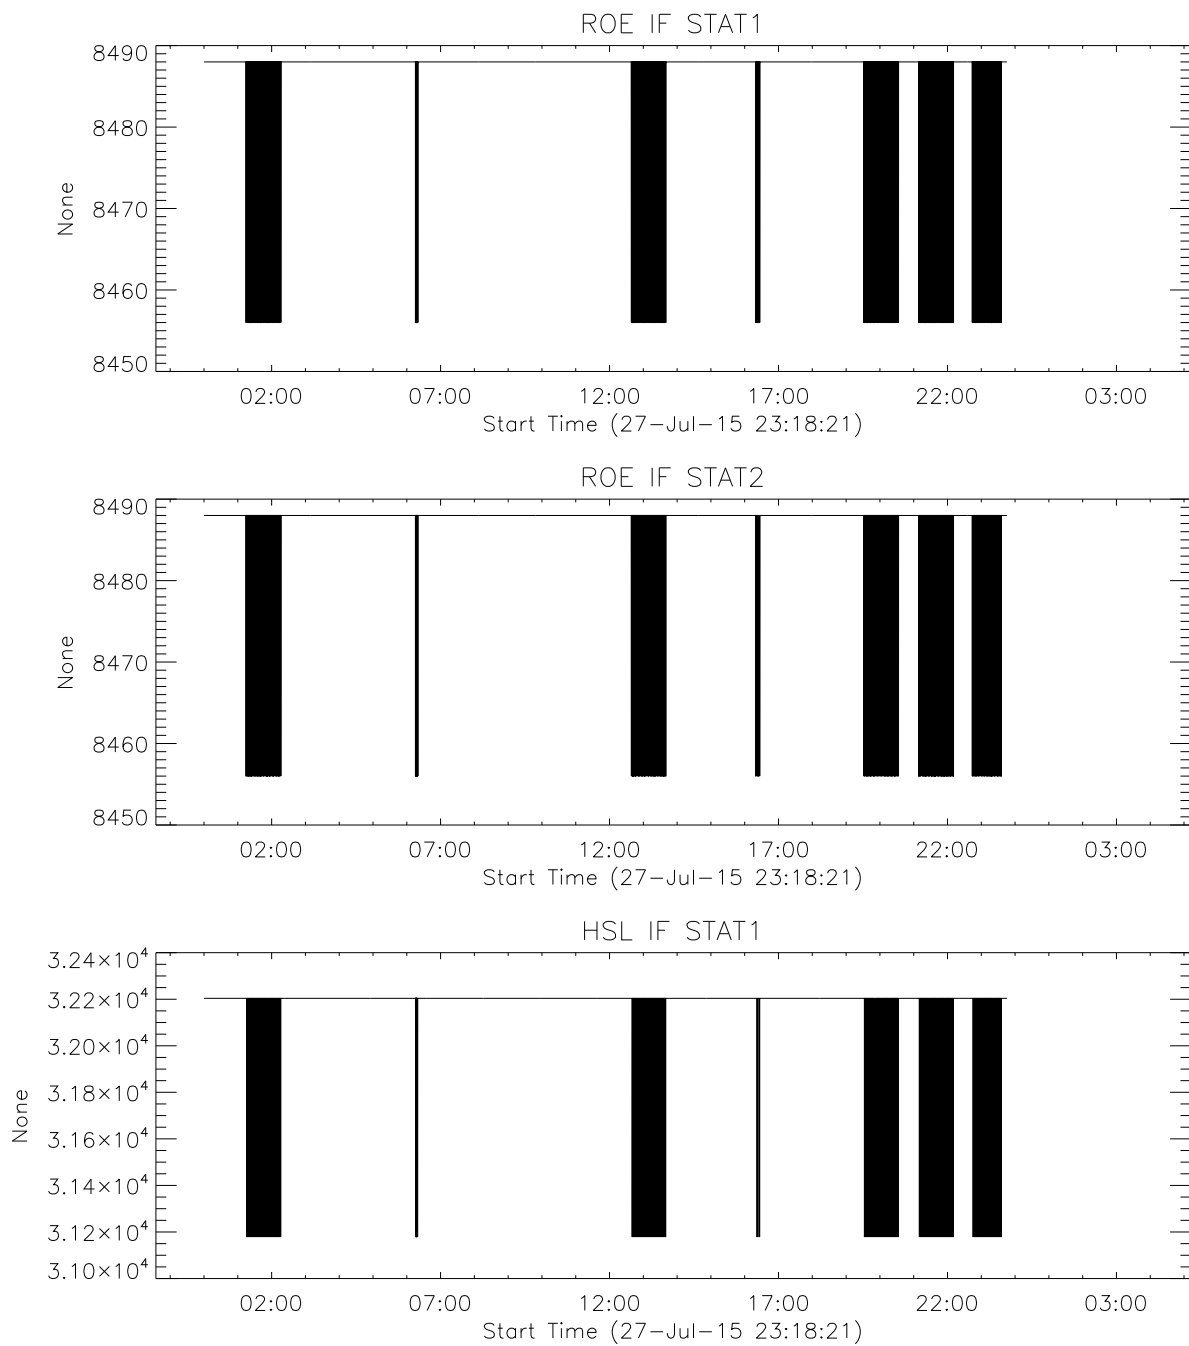 ROE IF STAT1
8490
8480
8470
8460
8450
None
02:00 07:00 12:00 17:00 22:00 03:00
Start Time (27-Jul-15 23:18:21)
ROE IF STAT2
8490
8480
8470
8460
8450
None
02:00 07:00 12:00 17:00 22:00 03:00
Start Time (27-Jul-15 23:18:21)
HSL IF STAT1
3.24×10⁴
3.22×10⁴
3.20×10⁴
3.18×10⁴
3.16×10⁴
3.14×10⁴
3.12×10⁴
3.10×10⁴
None
02:00 07:00 12:00 17:00 22:00 03:00
Start Time (27-Jul-15 23:18:21)